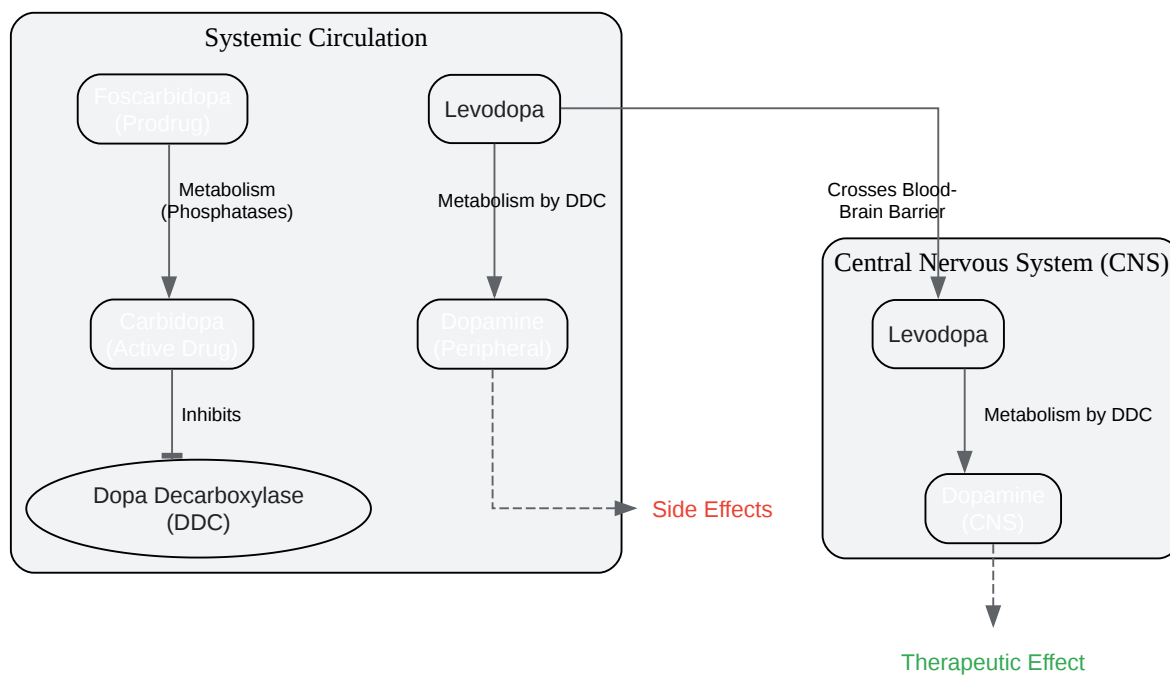 Systemic Circulation
Foscarbidopa
(Prodrug)
Levodopa
Metabolism
(Phosphatases)
Metabolism by DDC
Crosses Blood-
Brain Barrier
Central Nervous System (CNS)
Carbidopa
(Active Drug)
Dopamine
(Peripheral)
Levodopa
Inhibits
Metabolism by DDC
Dopa Decarboxylase
(DDC)
Side Effects
Dopamine
(CNS)
Therapeutic Effect